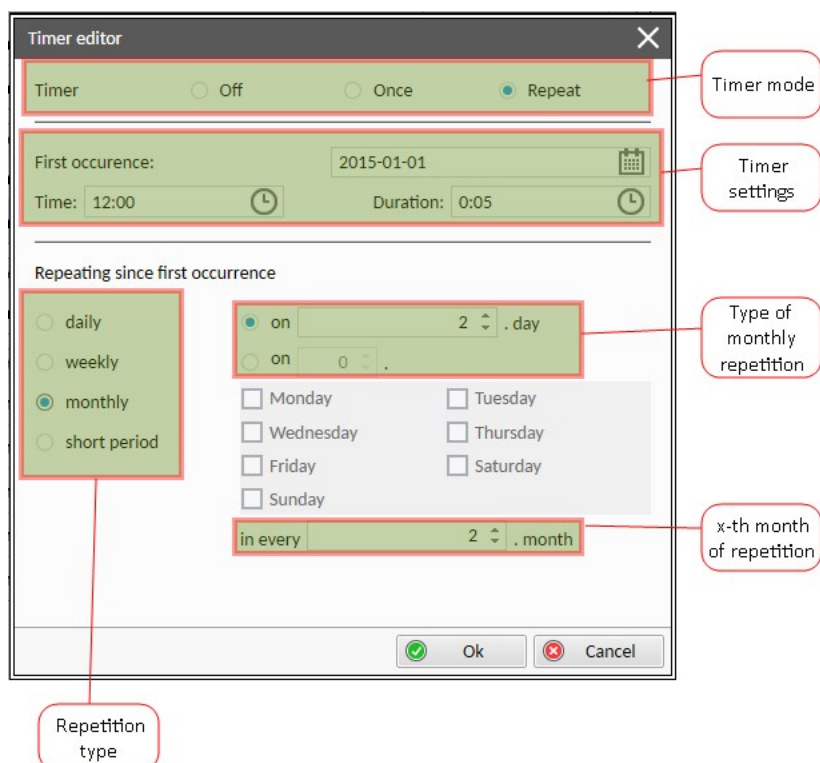 Timer editor
Timer Off Once Repeat
Timer mode
First occurence: 2015-01-01
Time: 12:00 Duration: 0:05
Timer
settings
Repeating since first occurrence
daily
weekly
monthly
short period
on 2 . day
on 0 .
Type of
monthly
repetition
Monday Tuesday
Wednesday Thursday
Friday Saturday
Sunday
in every 2 . month
x-th month
of repetition
Ok Cancel
Repetition
type